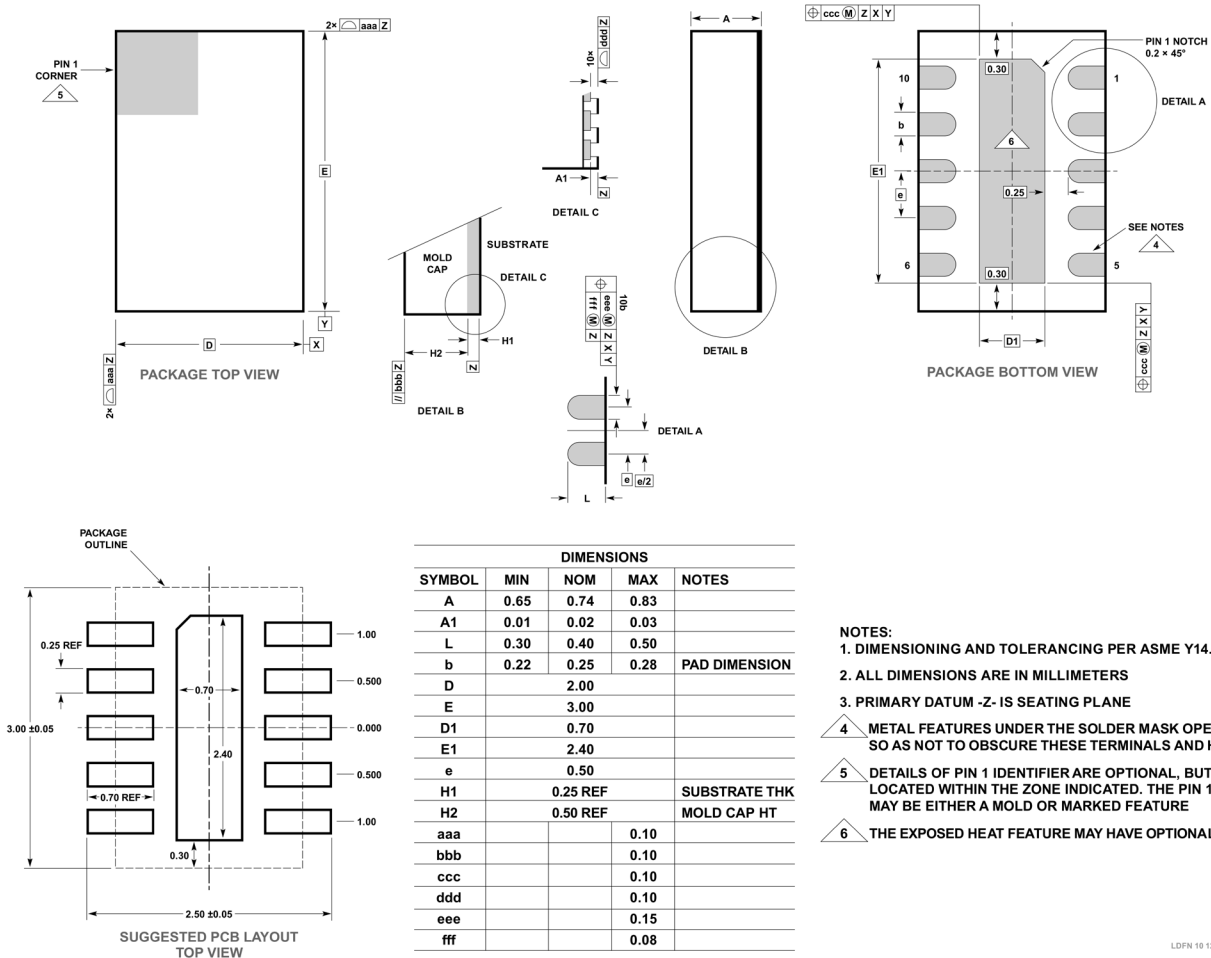 2× ⌓ aaa Z
PIN 1
CORNER
5
E
Y
D
X
2× ⌓ aaa Z
PACKAGE TOP VIEW
10× ⌓ ddd Z
A1
Z
DETAIL C
MOLD
CAP
SUBSTRATE
DETAIL C
H2
H1
Z
// bbb Z
DETAIL B
10b
⌖ eee Ⓜ Z X Y
fff Ⓜ Z
DETAIL A
e
e/2
L
A
DETAIL B
⌖ ccc Ⓜ Z X Y
PIN 1 NOTCH
0.2 × 45°
0.30
10
1
DETAIL A
b
6
E1
e
0.25
SEE NOTES
4
6
0.30
5
D1
⌖ ccc Ⓜ Z X Y
PACKAGE BOTTOM VIEW
PACKAGE
OUTLINE
0.25 REF
1.00
0.500
0.70
3.00 ±0.05
0.000
2.40
0.500
0.70 REF
1.00
0.30
2.50 ±0.05
SUGGESTED PCB LAYOUT
TOP VIEW
DIMENSIONS
SYMBOL MIN NOM MAX NOTES
A 0.65 0.74 0.83
A1 0.01 0.02 0.03
L 0.30 0.40 0.50
b 0.22 0.25 0.28 PAD DIMENSION
D 2.00
E 3.00
D1 0.70
E1 2.40
e 0.50
H1 0.25 REF SUBSTRATE THK
H2 0.50 REF MOLD CAP HT
aaa 0.10
bbb 0.10
ccc 0.10
ddd 0.10
eee 0.15
fff 0.08
NOTES:
1. DIMENSIONING AND TOLERANCING PER ASME Y14.
2. ALL DIMENSIONS ARE IN MILLIMETERS
3. PRIMARY DATUM -Z- IS SEATING PLANE
4 METAL FEATURES UNDER THE SOLDER MASK OPE
SO AS NOT TO OBSCURE THESE TERMINALS AND H
5 DETAILS OF PIN 1 IDENTIFIER ARE OPTIONAL, BUT
LOCATED WITHIN THE ZONE INDICATED. THE PIN 1
MAY BE EITHER A MOLD OR MARKED FEATURE
6 THE EXPOSED HEAT FEATURE MAY HAVE OPTIONAL
LDFN 10